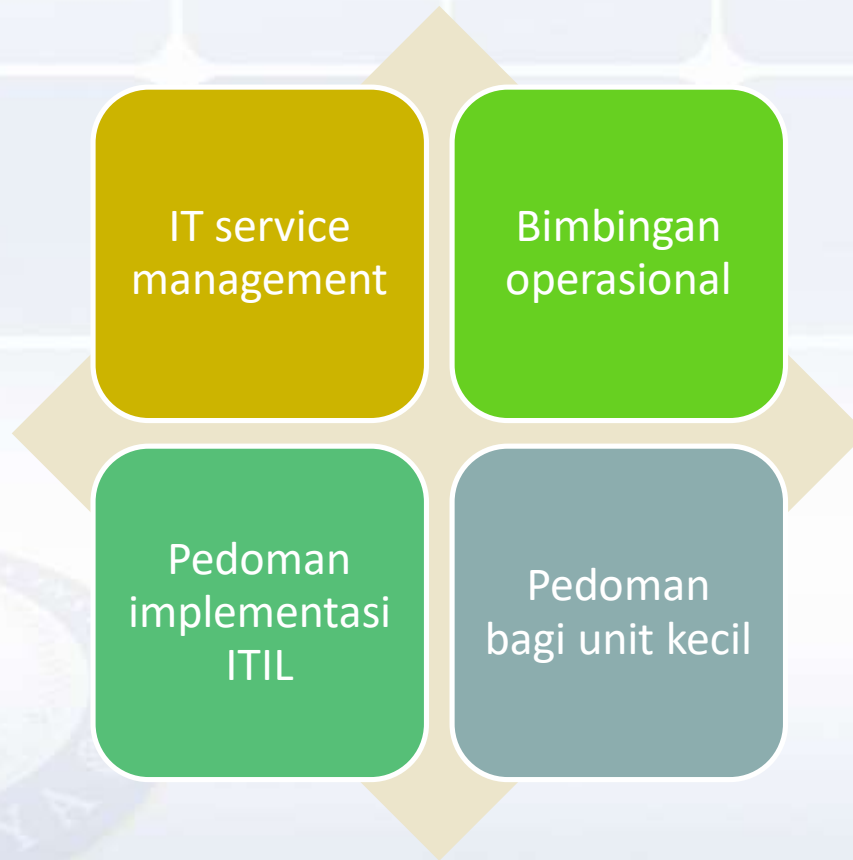 IT service
management
Bimbingan
operasional
Pedoman
implementasi
ITIL
Pedoman
bagi unit kecil